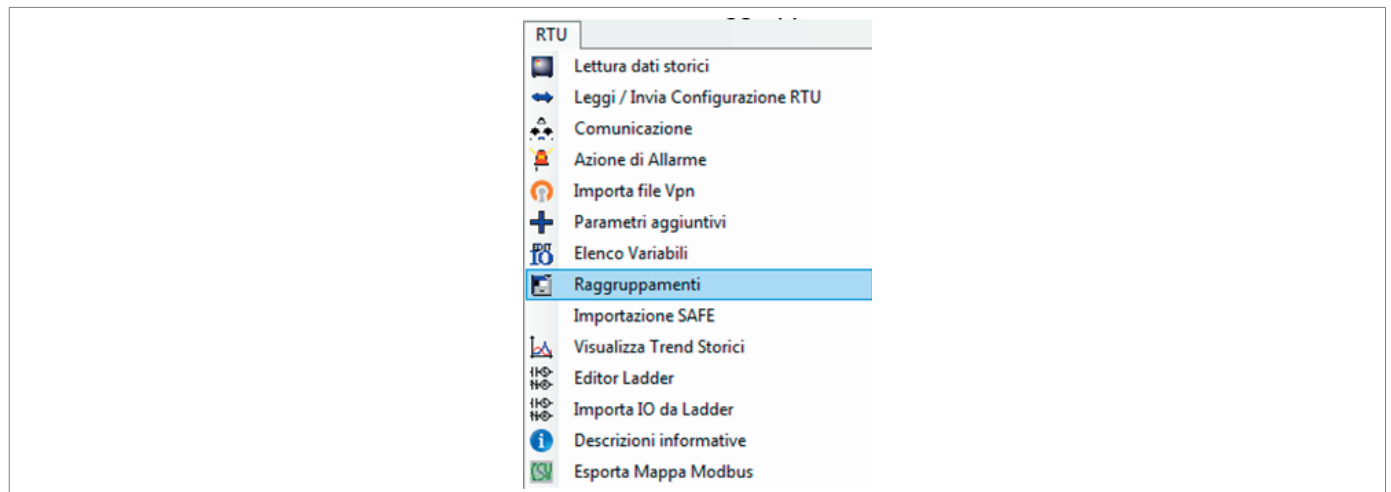 RTU
Lettura dati storici
Leggi / Invia Configurazione RTU
Comunicazione
Azione di Allarme
Importa file Vpn
Parametri aggiuntivi
Elenco Variabili
Raggruppamenti
Importazione SAFE
Visualizza Trend Storici
Editor Ladder
Importa IO da Ladder
Descrizioni informative
Esporta Mappa Modbus